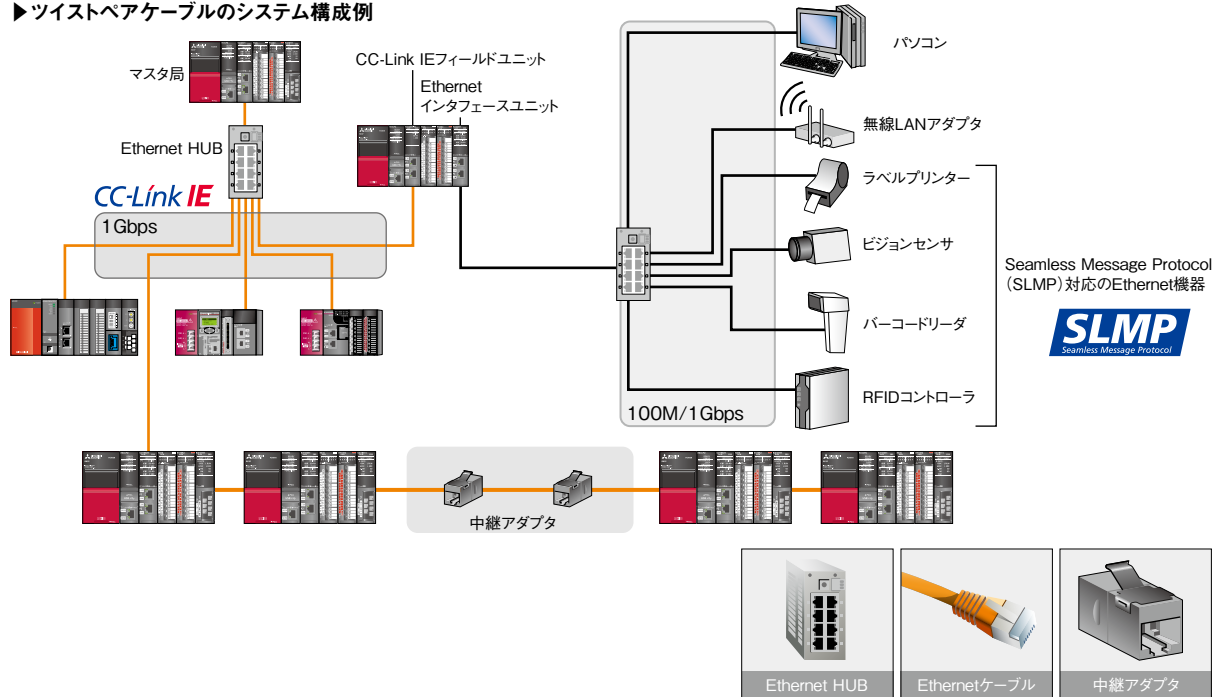 ▶ツイストペアケーブルのシステム構成例
マスタ局
CC-Link IEフィールドユニット
Ethernet
インタフェースユニット
Ethernet HUB
CC-Link IE
1Gbps
パソコン
無線LANアダプタ
ラベルプリンター
ビジョンセンサ
バーコードリーダ
RFIDコントローラ
100M/1Gbps
Seamless Message Protocol
（SLMP）対応のEthernet機器
SLMP
Seamless Message Protocol
中継アダプタ
Ethernet HUB
Ethernetケーブル
中継アダプタ